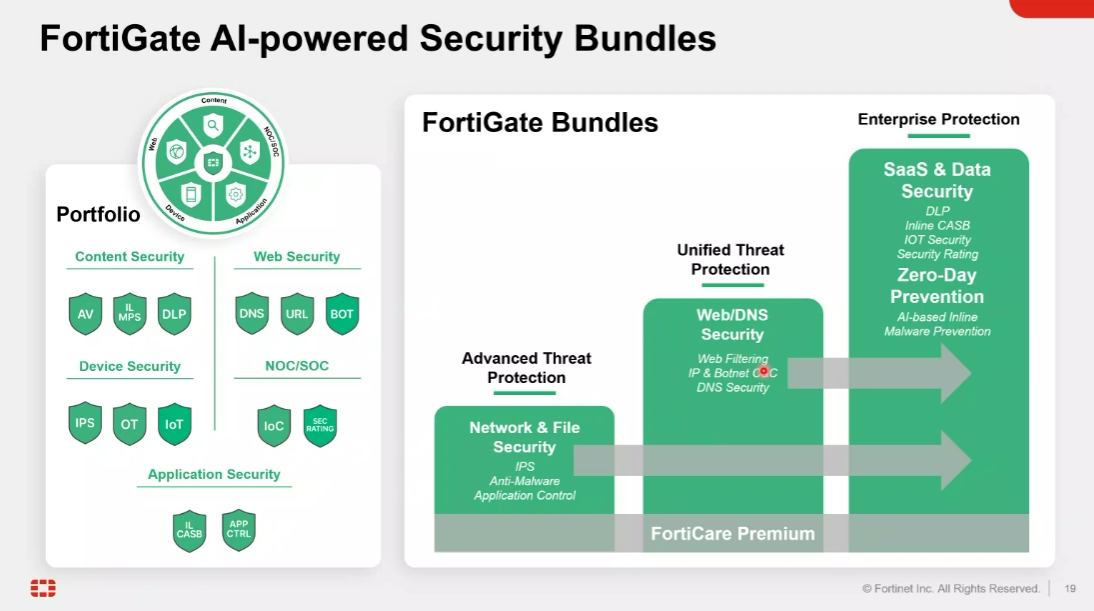 FortiGate AI-powered Security Bundles
Content
NOC/SOC
Application
Device
Web
Portfolio
Content Security
AV
IL
MPS
DLP
Web Security
DNS
URL
BOT
Device Security
IPS
OT
IoT
NOC/SOC
IoC
SEC
RATING
Application Security
IL
CASB
APP
CTRL
FortiGate Bundles
Advanced Threat
Protection
Network & File
Security
IPS
Anti-Malware
Application Control
Unified Threat
Protection
Web/DNS
Security
Web Filtering
IP & Botnet
DNS Security
Enterprise Protection
SaaS & Data
Security
DLP
Inline CASB
IOT Security
Security Rating
Zero-Day
Prevention
AI-based Inline
Malware Prevention
FortiCare Premium
© Fortinet Inc. All Rights Reserved.
19